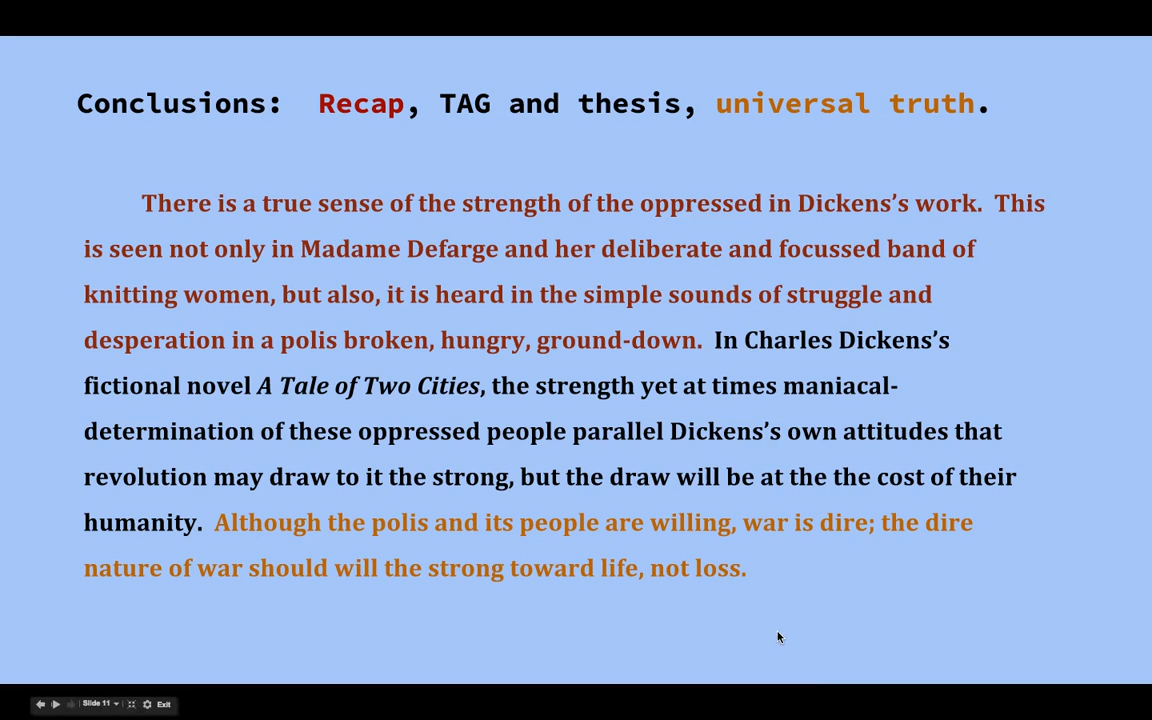 Conclusions:  Recap, TAG and thesis, universal truth.
There is a true sense of the strength of the oppressed in Dickens’s work.  This
is seen not only in Madame Defarge and her deliberate and focussed band of
knitting women, but also, it is heard in the simple sounds of struggle and
desperation in a polis broken, hungry, ground-down.  In Charles Dickens’s
fictional novel A Tale of Two Cities, the strength yet at times maniacal-
determination of these oppressed people parallel Dickens’s own attitudes that
revolution may draw to it the strong, but the draw will be at the the cost of their
humanity.  Although the polis and its people are willing, war is dire; the dire
nature of war should will the strong toward life, not loss.
Slide 11 Exit